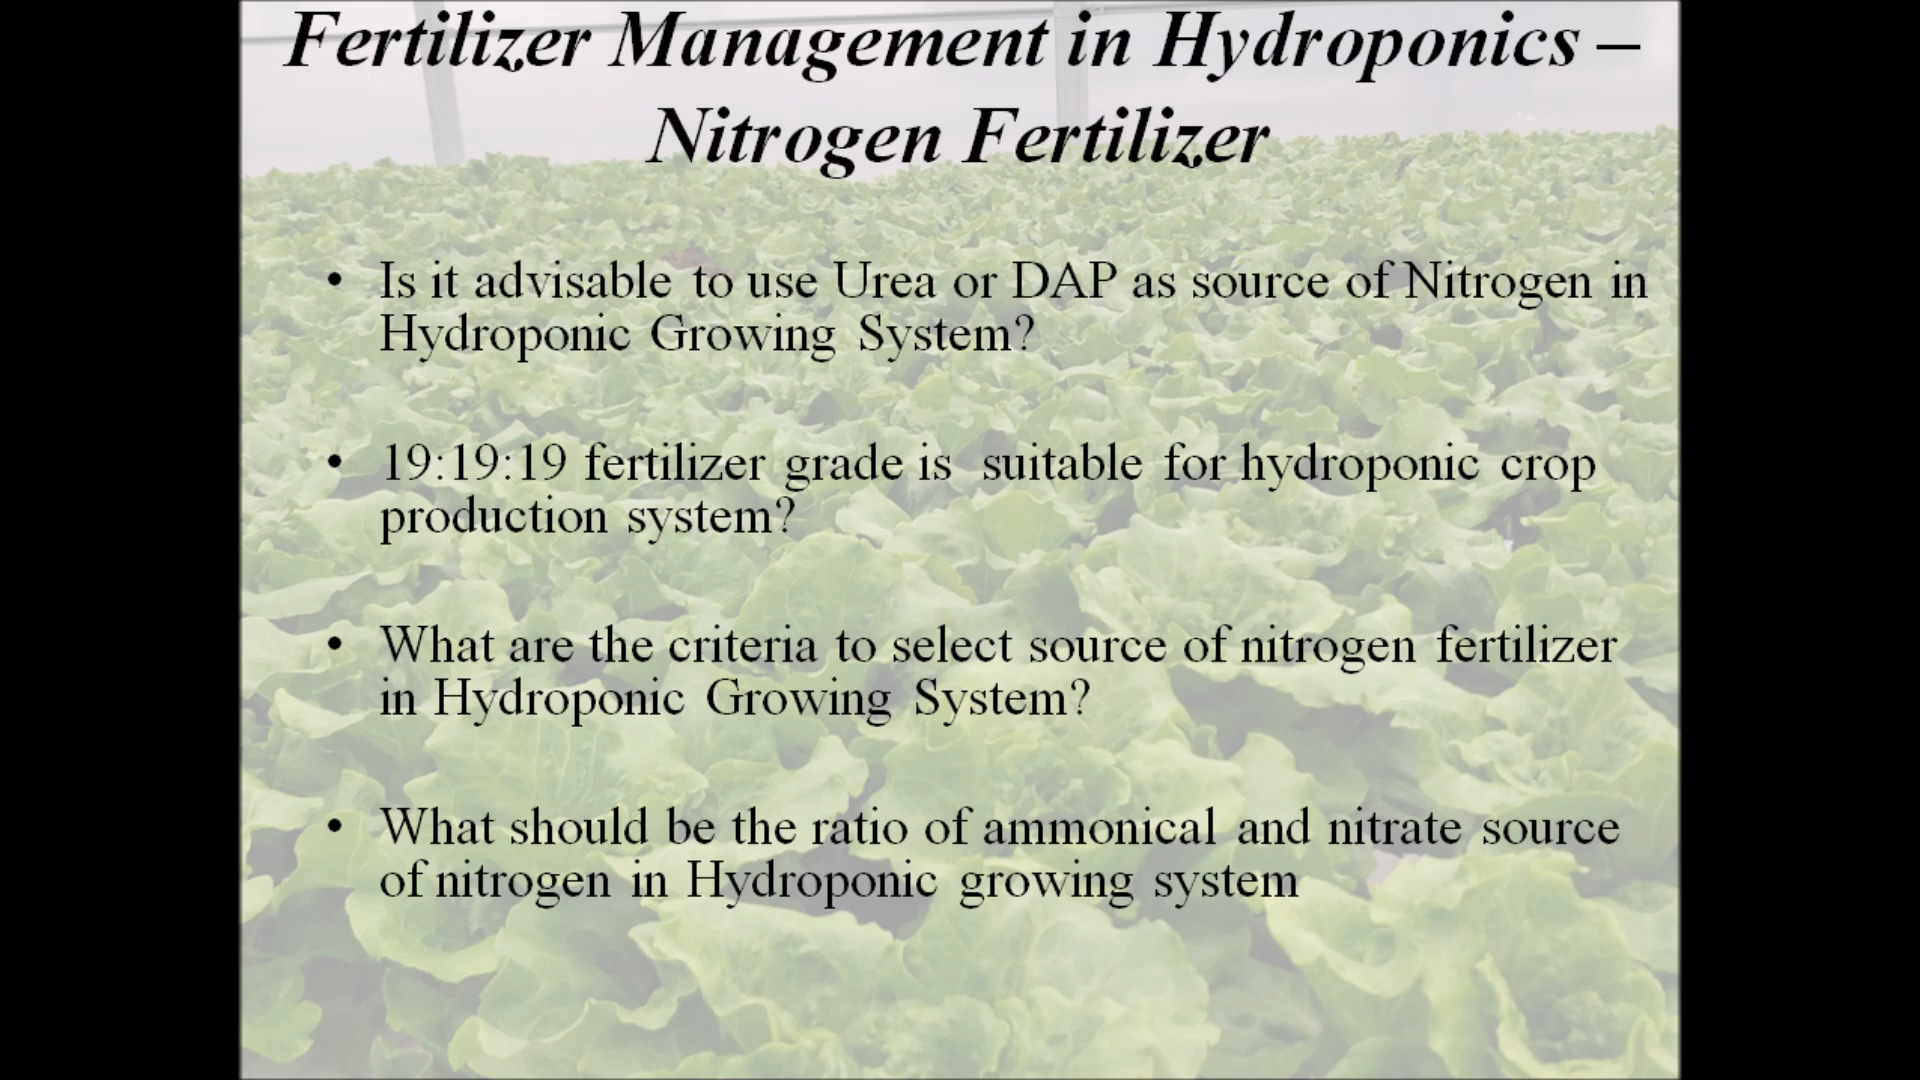 Fertilizer Management in Hydroponics –
Nitrogen Fertilizer
• Is it advisable to use Urea or DAP as source of Nitrogen in
Hydroponic Growing System?
• 19:19:19 fertilizer grade is suitable for hydroponic crop
production system?
• What are the criteria to select source of nitrogen fertilizer
in Hydroponic Growing System?
• What should be the ratio of ammonical and nitrate source
of nitrogen in Hydroponic growing system